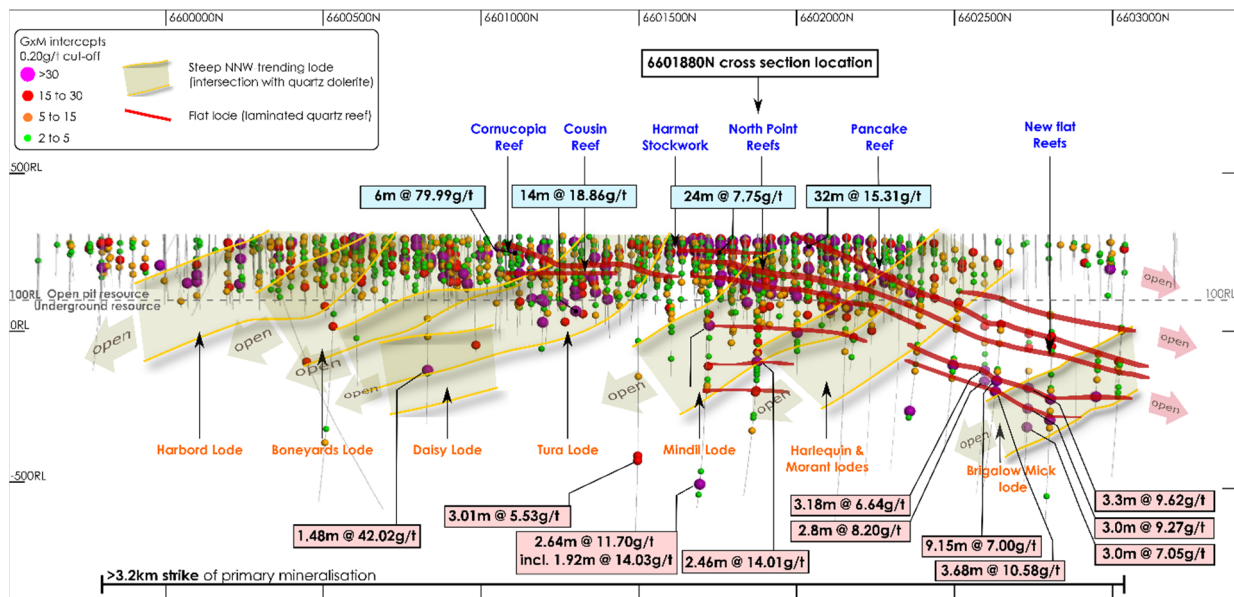 6600000N
6600500N
6601000N
6601500N
6602000N
6602500N
6603000N
GxM intercepts
0.20g/t cut-off
>30
15 to 30
5 to 15
2 to 5
Steep NNW-trending lode
(intersection with quartz dolerite)
Flat lode (laminated quartz reef)
6601880N cross section location
Cornucopia
Reef
Cousin
Reef
Harmat
Stockwork
North Point
Reefs
Pancake
Reef
New flat
Reefs
500RL
6m @ 79.99g/t
14m @ 18.86g/t
24m @ 7.75g/t
32m @ 15.31g/t
Open pit resource
100RL
100RL
Underground resource
0RL
open
open
open
open
open
open
open
open
open
open
Harbord Lode
Boneyards Lode
Daisy Lode
Tura Lode
Mindil Lode
Harlequin &
Morant lodes
Brigalow Mick
lode
-500RL
1.48m @ 42.02g/t
3.01m @ 5.53g/t
2.64m @ 11.70g/t
incl. 1.92m @ 14.03g/t
2.46m @ 14.01g/t
3.18m @ 6.64g/t
2.8m @ 8.20g/t
9.15m @ 7.00g/t
3.68m @ 10.58g/t
3.3m @ 9.62g/t
3.0m @ 9.27g/t
3.0m @ 7.05g/t
>3.2km strike of primary mineralisation